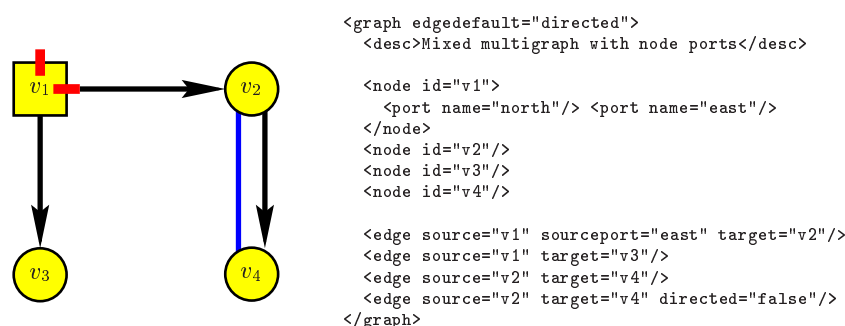 v1
v2
v3
v4
<graph edgedefault="directed">
<desc>Mixed multigraph with node ports</desc>
<node id="v1">
<port name="north"/> <port name="east"/>
</node>
<node id="v2"/>
<node id="v3"/>
<node id="v4"/>
<edge source="v1" sourceport="east" target="v2"/>
<edge source="v1" target="v3"/>
<edge source="v2" target="v4"/>
<edge source="v2" target="v4" directed="false"/>
</graph>